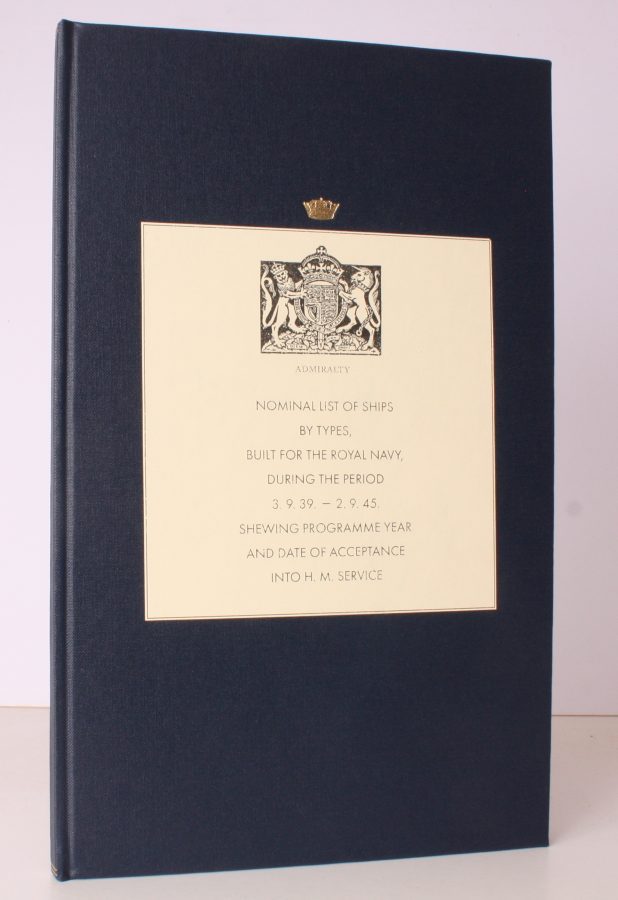 ADMIRALTY
NOMINAL LIST OF SHIPS
BY TYPES,
BUILT FOR THE ROYAL NAVY,
DURING THE PERIOD
3. 9. 39. – 2. 9. 45.
SHEWING PROGRAMME YEAR
AND DATE OF ACCEPTANCE
INTO H. M. SERVICE